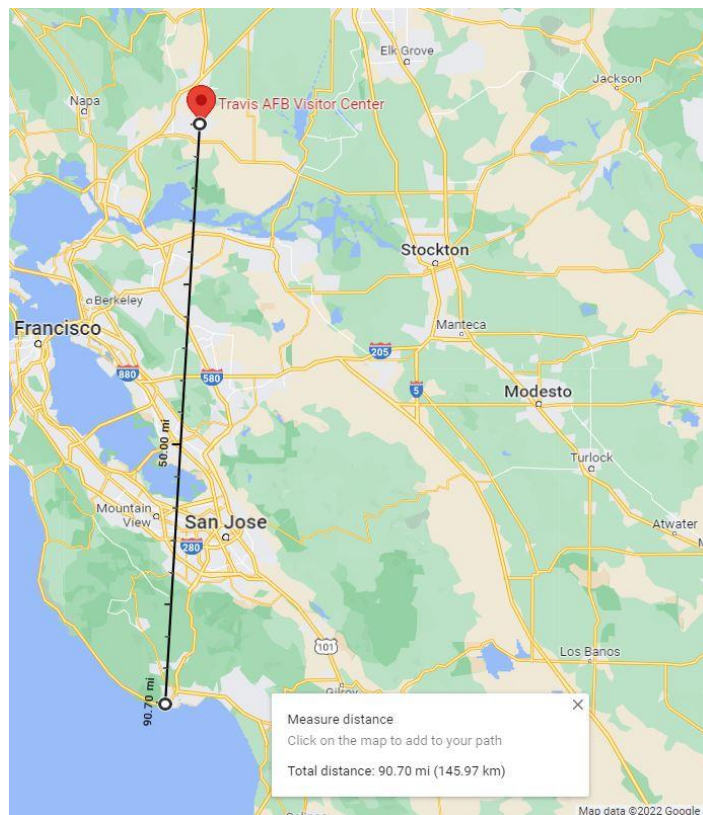 Elk Grove
Jackson
Napa
Travis AFB Visitor Center
Stockton
Berkeley
Manteca
Francisco
205
880
580
5
Modesto
50.00 mi
Turlock
Mountain
View
San Jose
Atwater
280
101
Los Banos
90.70 mi
Gilroy
Measure distance
Click on the map to add to your path
Total distance: 90.70 mi (145.97 km)
Map data ©2022 Google